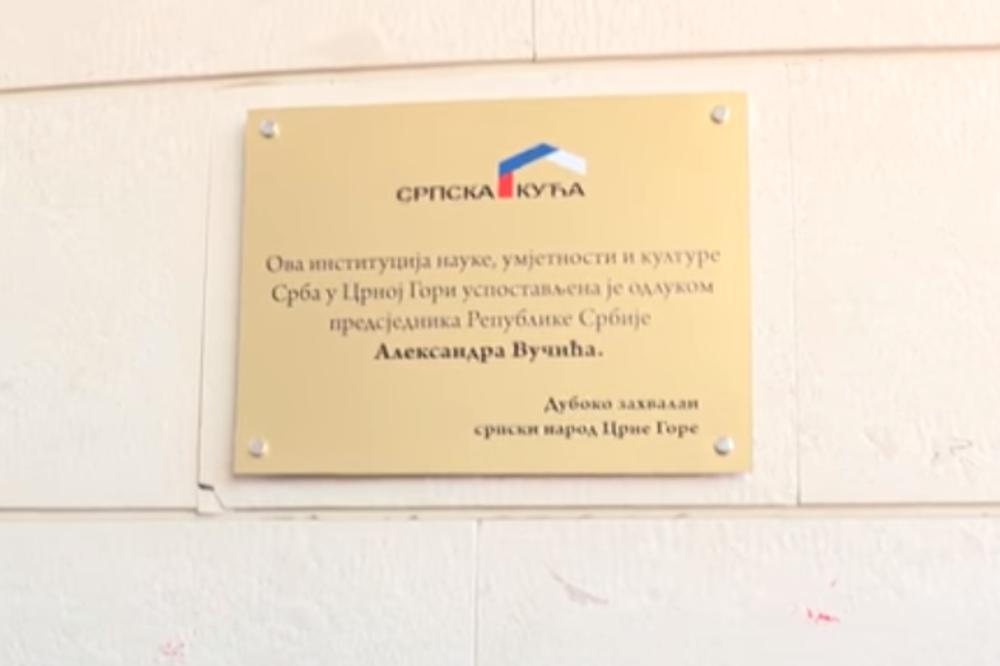 СРПСКА КУЋА
Ова институција науке, умјетности и културе
Срба у Црној Гори успостављена је одлуком
предсједника Републике Србије
Александра Вучића.
Дубоко захвалан
српски народ Црне Горе